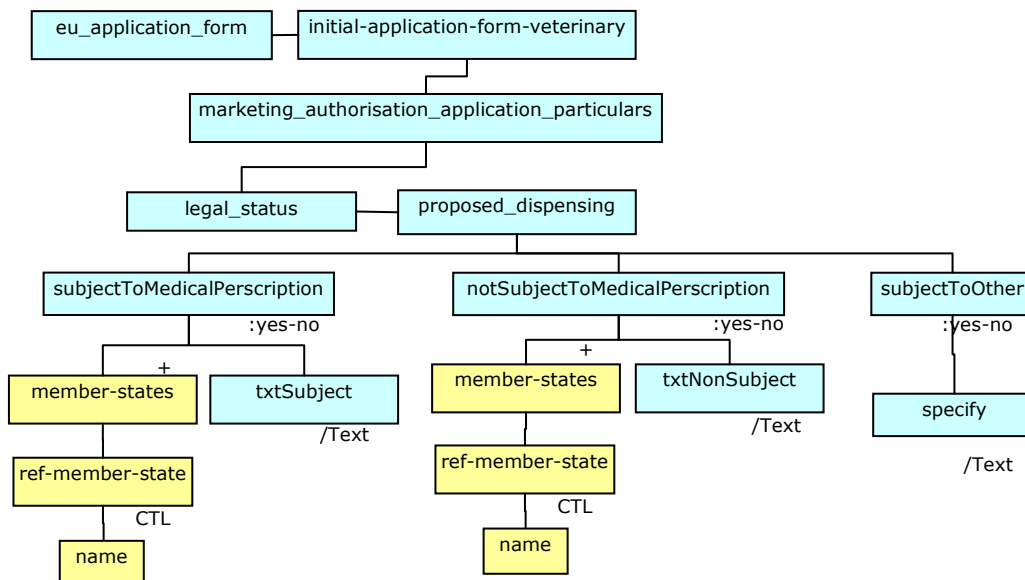 eu_application_form
initial-application-form-veterinary
marketing_authorisation_application_particulars
legal_status
proposed_dispensing
subjectToMedicalPerscription
notSubjectToMedicalPerscription
subjectToOther
:yes-no
:yes-no
:yes-no
+
+
member-states
txtSubject
member-states
txtNonSubject
specify
/Text
/Text
/Text
ref-member-state
ref-member-state
CTL
CTL
name
name